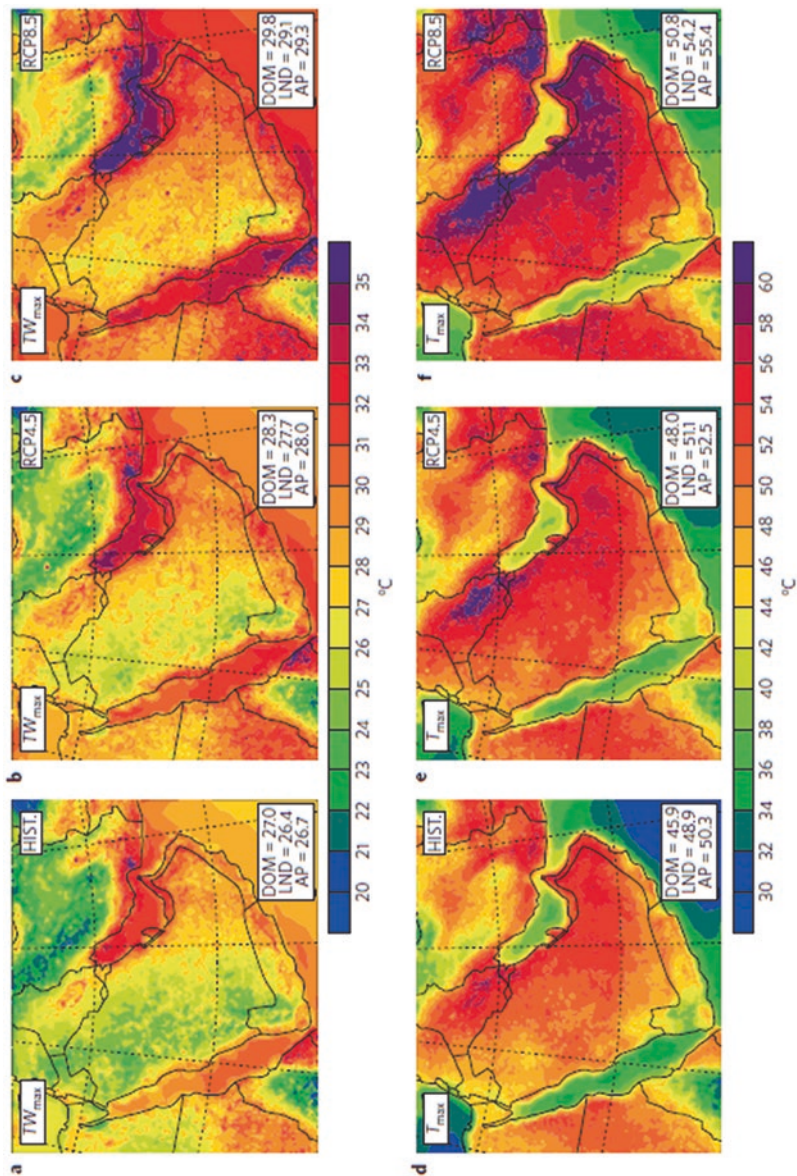 a
TWmax
HIST.
DOM = 27.0
LND = 26.4
AP = 26.7
b
TWmax
RCP4.5
DOM = 28.3
LND = 27.7
AP = 28.0
c
TWmax
RCP8.5
DOM = 29.8
LND = 29.1
AP = 29.3
20 21 22 23 24 25 26 27 28 29 30 31 32 33 34 35
°C
d
Tmax
HIST.
DOM = 45.9
LND = 48.9
AP = 50.3
e
Tmax
RCP4.5
DOM = 48.0
LND = 51.1
AP = 52.5
f
Tmax
RCP8.5
DOM = 50.8
LND = 54.2
AP = 55.4
30 32 34 36 38 40 42 44 46 48 50 52 54 56 58 60
°C